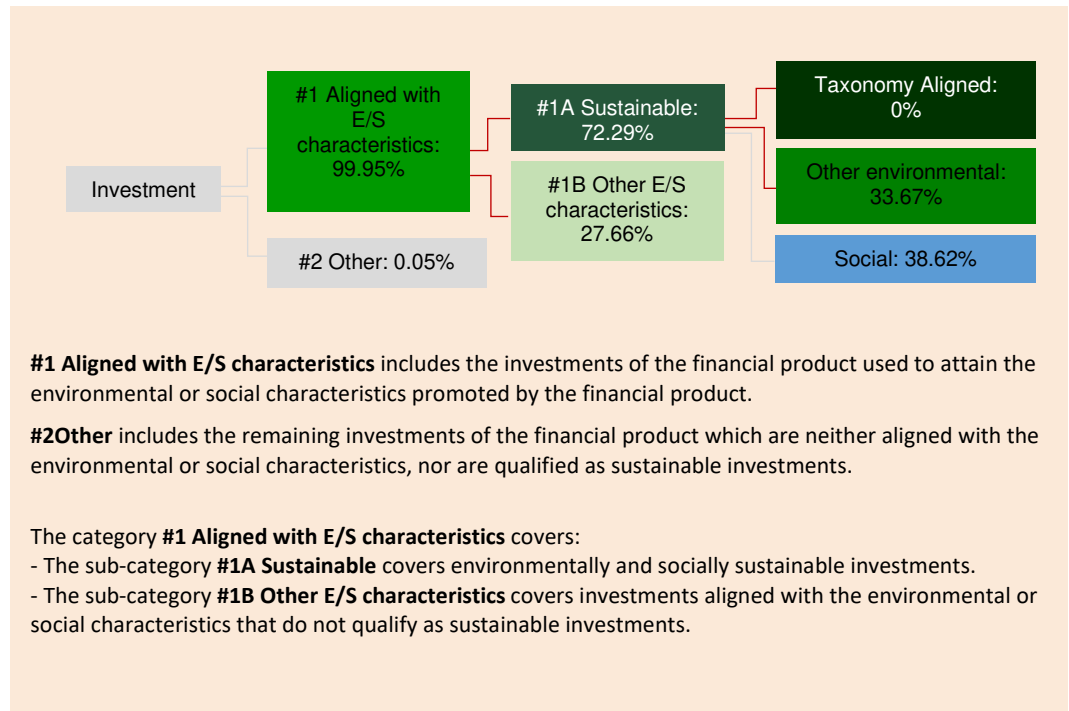 Investment
#1 Aligned with
E/S
characteristics:
99.95%
#2 Other: 0.05%
#1A Sustainable:
72.29%
#1B Other E/S
characteristics:
27.66%
Taxonomy Aligned:
0%
Other environmental:
33.67%
Social: 38.62%
#1 Aligned with E/S characteristics includes the investments of the financial product used to attain the
environmental or social characteristics promoted by the financial product.
#2Other includes the remaining investments of the financial product which are neither aligned with the
environmental or social characteristics, nor are qualified as sustainable investments.
The category #1 Aligned with E/S characteristics covers:
- The sub-category #1A Sustainable covers environmentally and socially sustainable investments.
- The sub-category #1B Other E/S characteristics covers investments aligned with the environmental or
social characteristics that do not qualify as sustainable investments.